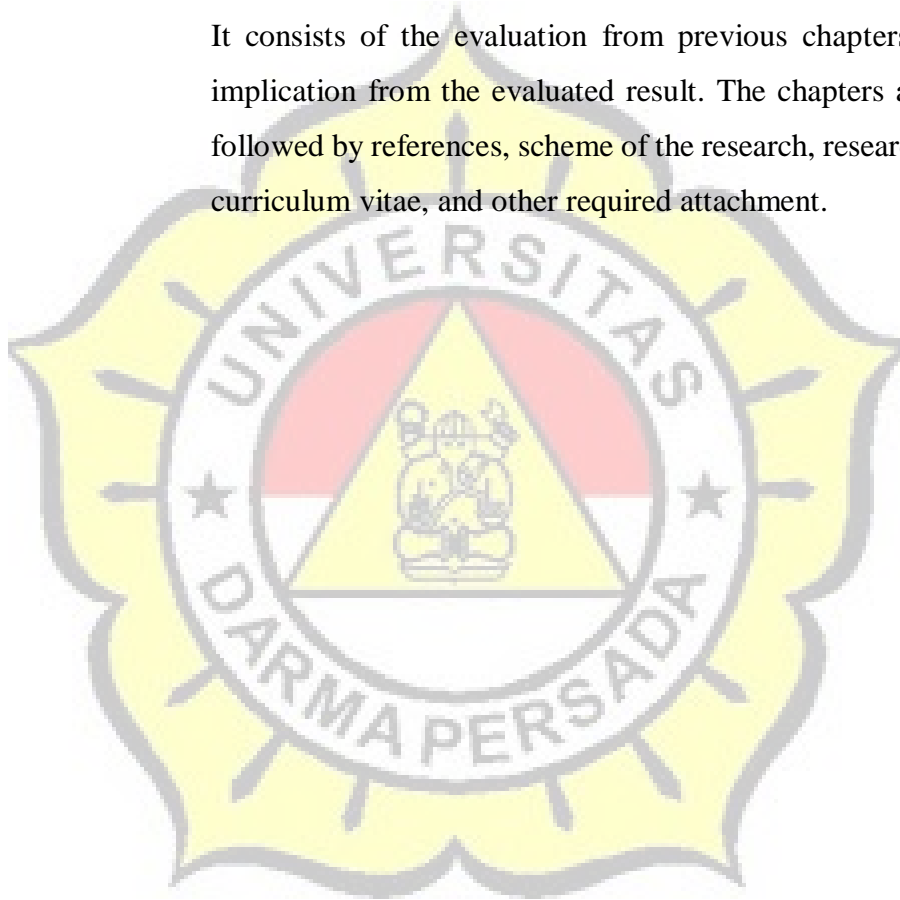 It consists of the evaluation from previous chapters
implication from the evaluated result. The chapters
followed by references, scheme of the research,
curriculum vitae, and other required attachment.
UNIVERSITAS
DARMA PERSADA